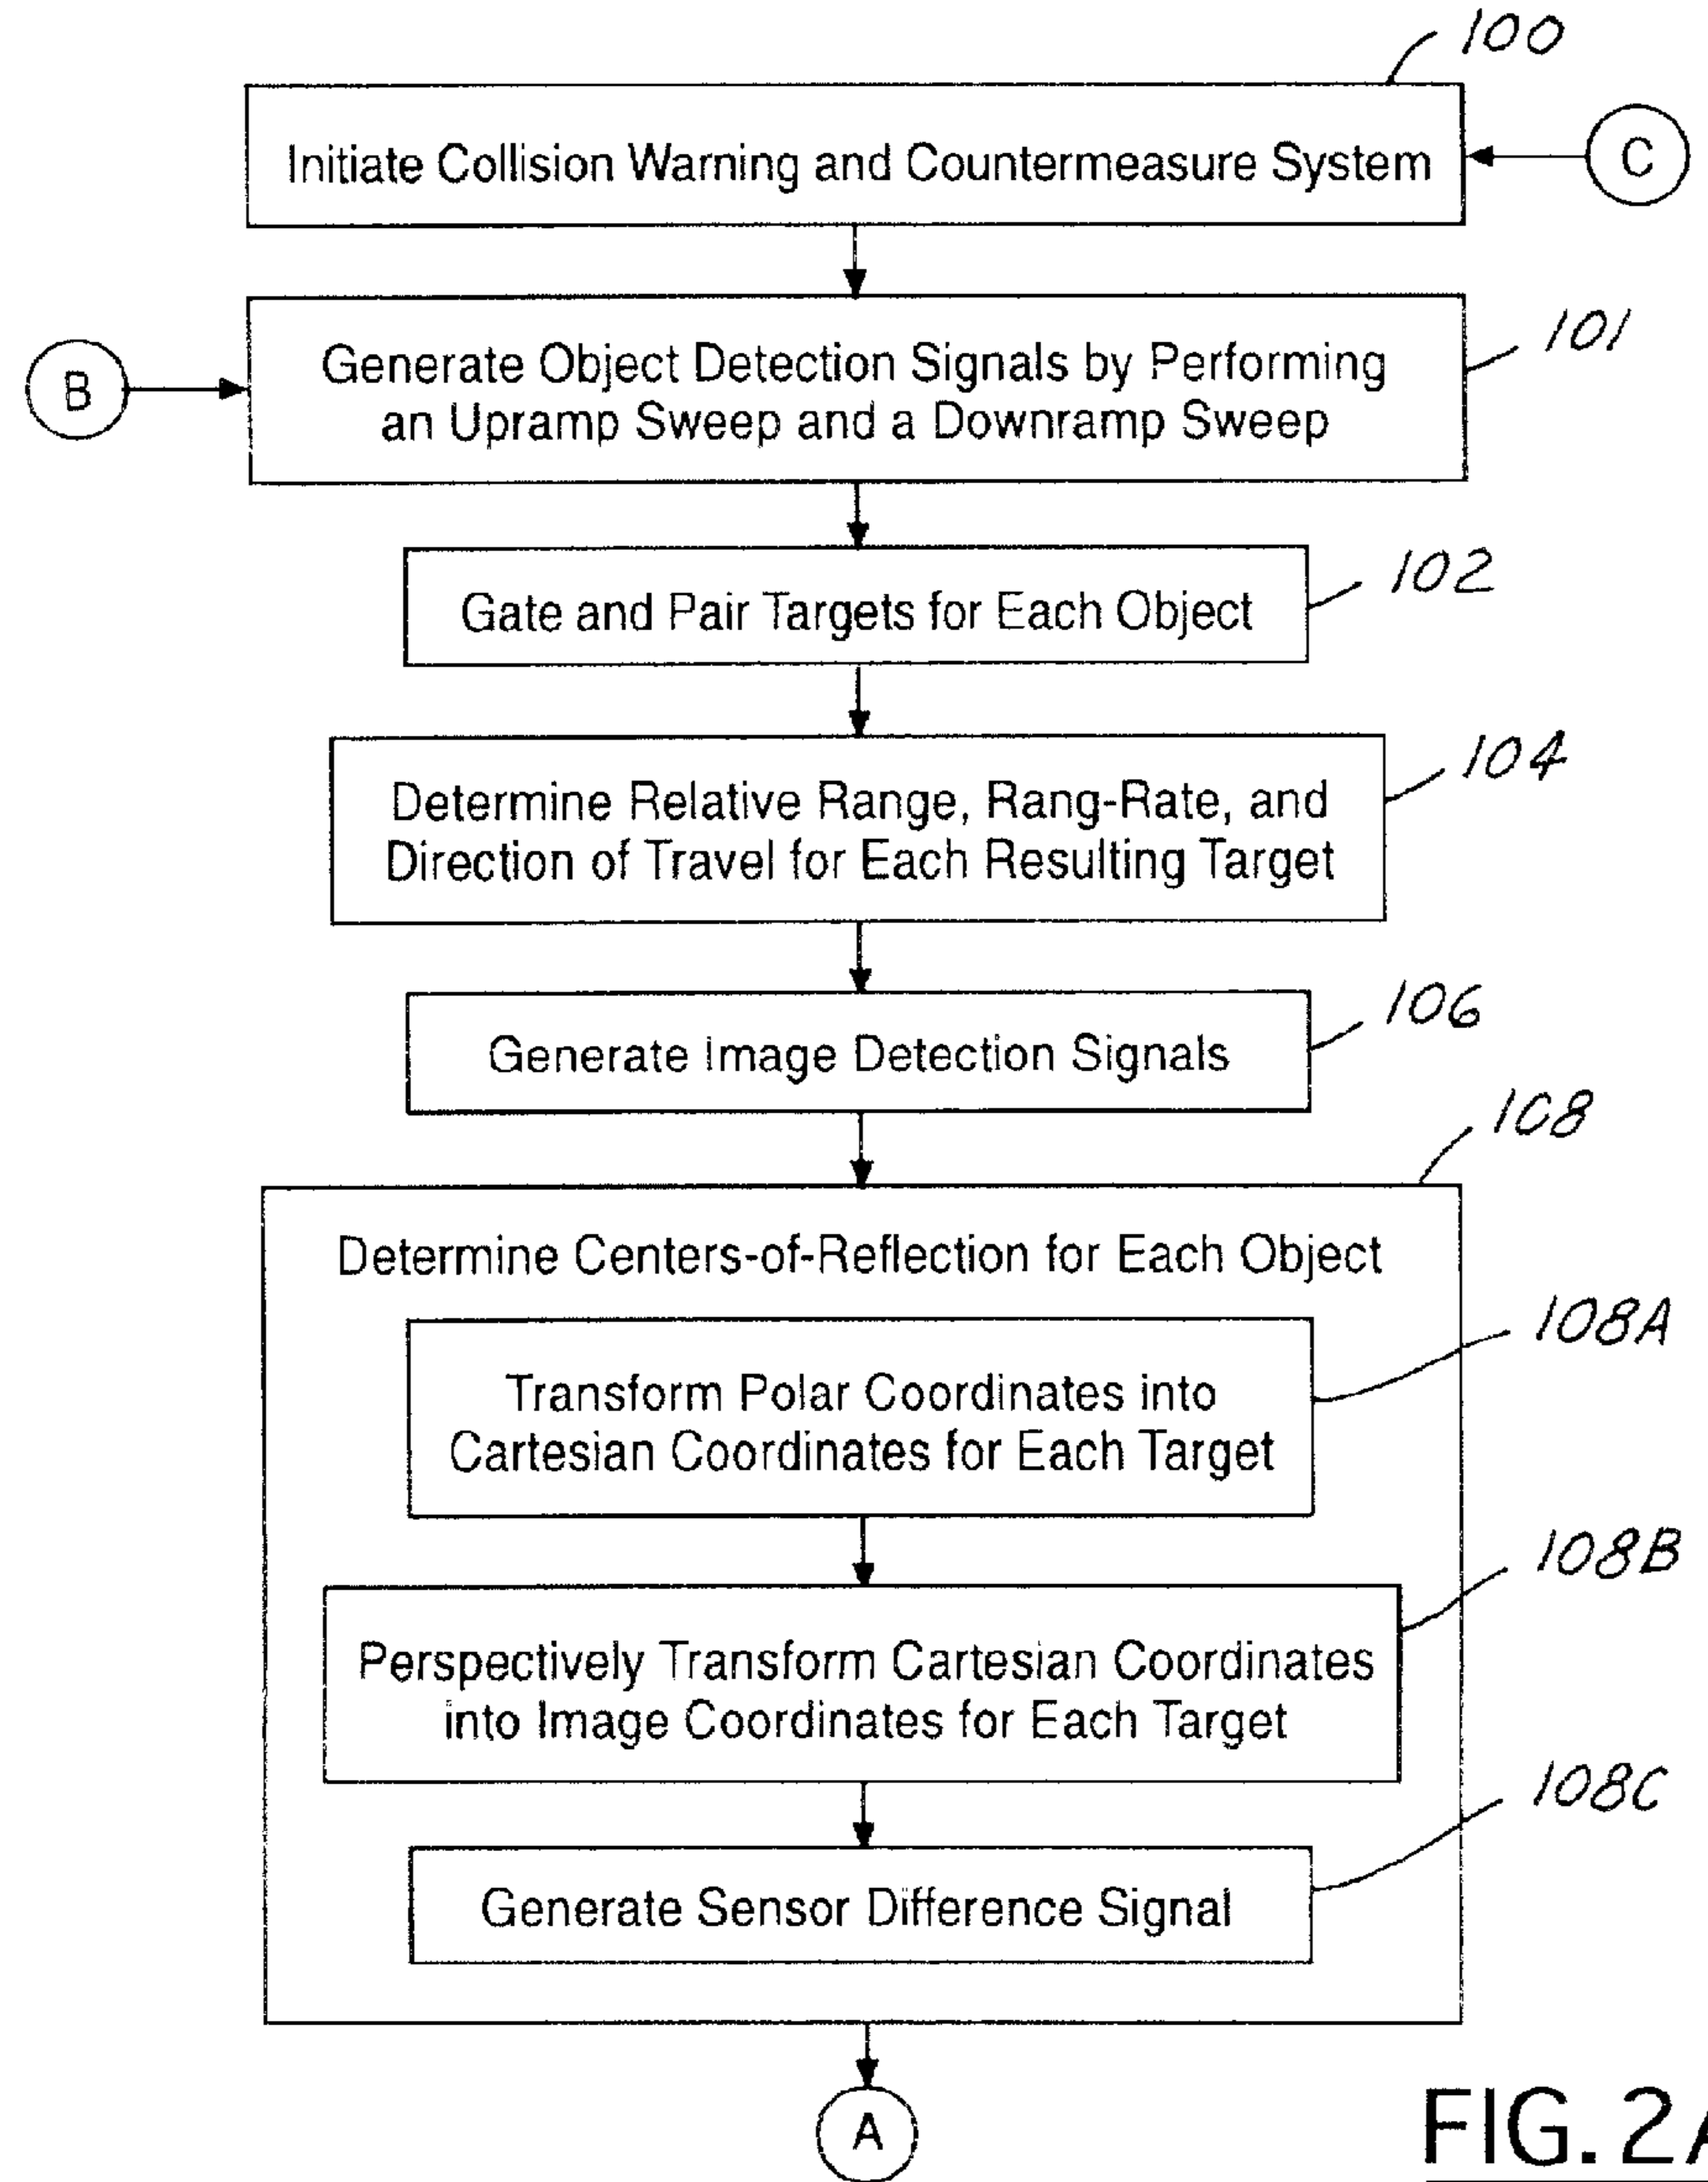 100
Initiate Collision Warning and Countermeasure System
C
101
Generate Object Detection Signals by Performing
an Upramp Sweep and a Downramp Sweep
B
102
Gate and Pair Targets for Each Object
104
Determine Relative Range, Rang-Rate, and
Direction of Travel for Each Resulting Target
106
Generate Image Detection Signals
108
Determine Centers-of-Reflection for Each Object
108A
Transform Polar Coordinates into
Cartesian Coordinates for Each Target
108B
Perspectively Transform Cartesian Coordinates
into Image Coordinates for Each Target
108C
Generate Sensor Difference Signal
A
FIG. 2A